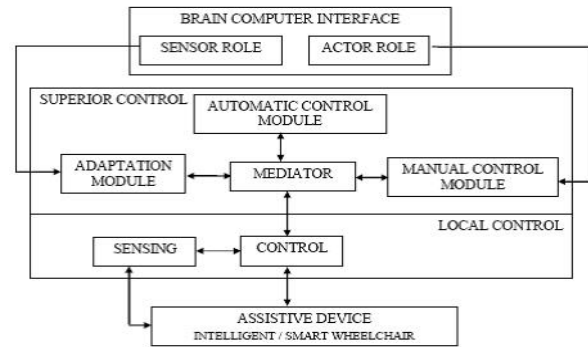 BRAIN COMPUTER INTERFACE
SENSOR ROLE
ACTOR ROLE
SUPERIOR CONTROL
AUTOMATIC CONTROL
MODULE
ADAPTATION
MODULE
MEDIATOR
MANUAL CONTROL
MODULE
LOCAL CONTROL
SENSING
CONTROL
ASSISTIVE DEVICE
INTELLIGENT / SMART WHEELCHAIR